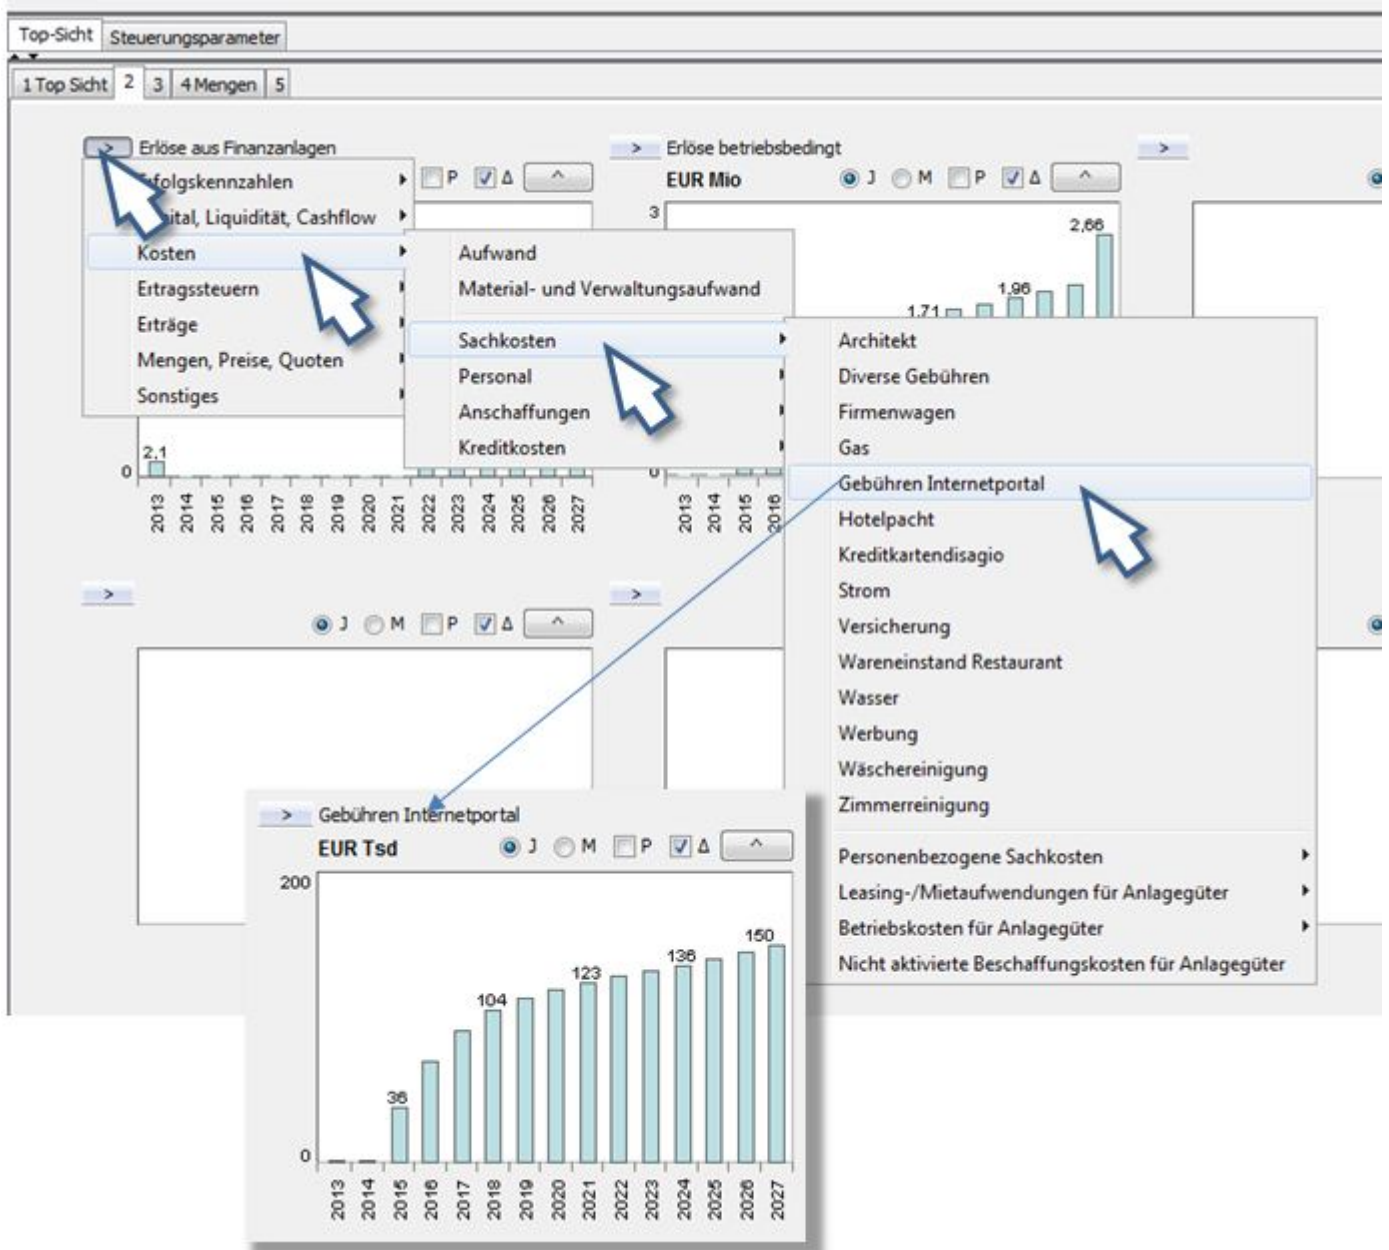 Top-Sicht Steuerungsparameter
1 Top Sicht 2 3 4 Mengen 5
> Erlöse aus Finanzanlagen
P Δ ^
Erfolgskennzahlen
Liquidität, Cashflow
Kosten
Ertragssteuern
Erträge
Mengen, Preise, Quoten
Sonstiges
2,1
0
2013 2014 2015 2016 2017 2018 2019 2020 2021 2022 2023 2024 2025 2026 2027
> Erlöse betriebsbedingt
EUR Mio J M P Δ ^
3
2,66
1,96
1,71
0
2013 2014 2015 2016
>
Aufwand
Material- und Verwaltungsaufwand
Sachkosten
Personal
Anschaffungen
Kreditkosten
Architekt
Diverse Gebühren
Firmenwagen
Gas
Gebühren Internetportal
Hotelpacht
Kreditkartendisagio
Strom
Versicherung
Wareneinstand Restaurant
Wasser
Werbung
Wäschereinigung
Zimmerreinigung
Personenbezogene Sachkosten
Leasing-/Mietaufwendungen für Anlagegüter
Betriebskosten für Anlagegüter
Nicht aktivierte Beschaffungskosten für Anlagegüter
>
J M P Δ ^
>
> Gebühren Internetportal
EUR Tsd J M P Δ ^
200
150
136
123
104
36
0
2013 2014 2015 2016 2017 2018 2019 2020 2021 2022 2023 2024 2025 2026 2027